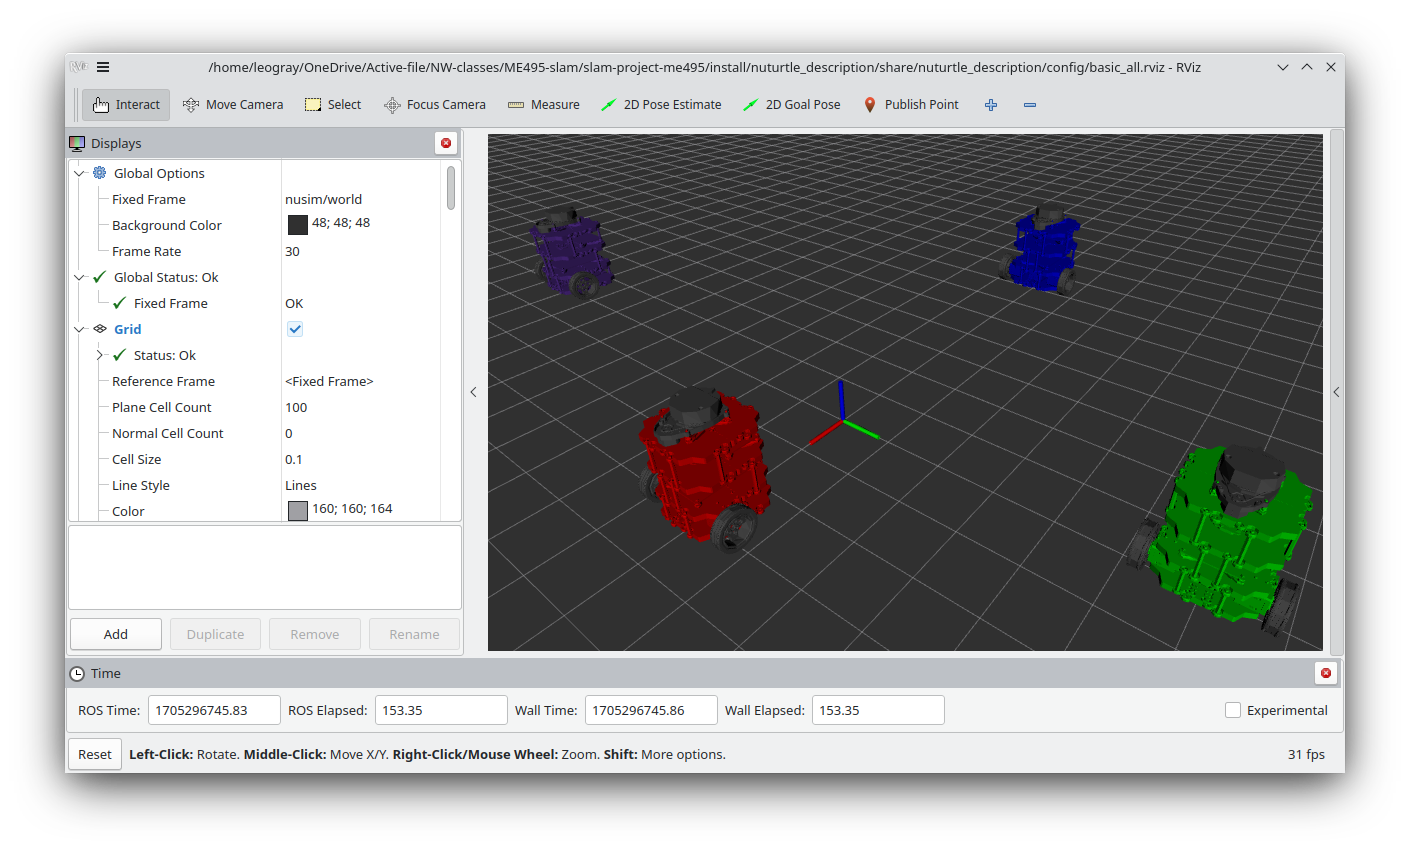 RViz
/home/leogray/OneDrive/Active-file/NW-classes/ME495-slam/slam-project-me495/install/nuturtle_description/share/nuturtle_description/config/basic_all.rviz - RViz
Interact Move Camera Select Focus Camera Measure 2D Pose Estimate 2D Goal Pose Publish Point
Displays
Global Options
Fixed Frame nusim/world
Background Color 48; 48; 48
Frame Rate 30
Global Status: Ok
Fixed Frame OK
Grid
Status: Ok
Reference Frame <Fixed Frame>
Plane Cell Count 100
Normal Cell Count 0
Cell Size 0.1
Line Style Lines
Color 160; 160; 164
Add Duplicate Remove Rename
Time
ROS Time: 1705296745.83 ROS Elapsed: 153.35 Wall Time: 1705296745.86 Wall Elapsed: 153.35 Experimental
Reset Left-Click: Rotate. Middle-Click: Move X/Y. Right-Click/Mouse Wheel: Zoom. Shift: More options. 31 fps